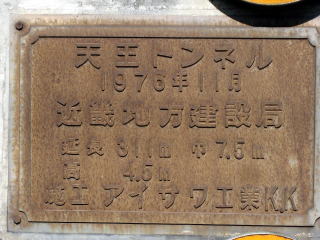 天王トンネル
1976年11月
近畿地方建設局
延長 311m 巾 7.5m
高 4.5m
施工 アイサワ工業K.K